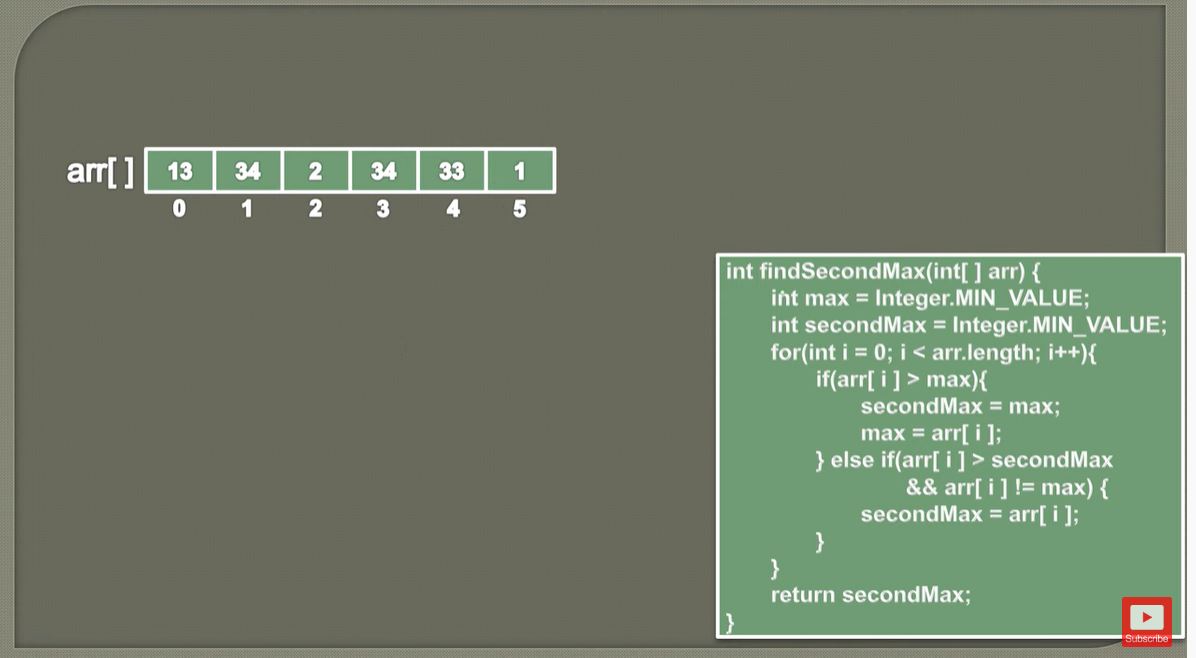 arr[ ] 13 34 2 34 33 1
0 1 2 3 4 5
int findSecondMax(int[ ] arr) {
int max = Integer.MIN_VALUE;
int secondMax = Integer.MIN_VALUE;
for(int i = 0; i < arr.length; i++){
if(arr[ i ] > max){
secondMax = max;
max = arr[ i ];
} else if(arr[ i ] > secondMax
&& arr[ i ] != max) {
secondMax = arr[ i ];
}
}
return secondMax;
}
Subscribe